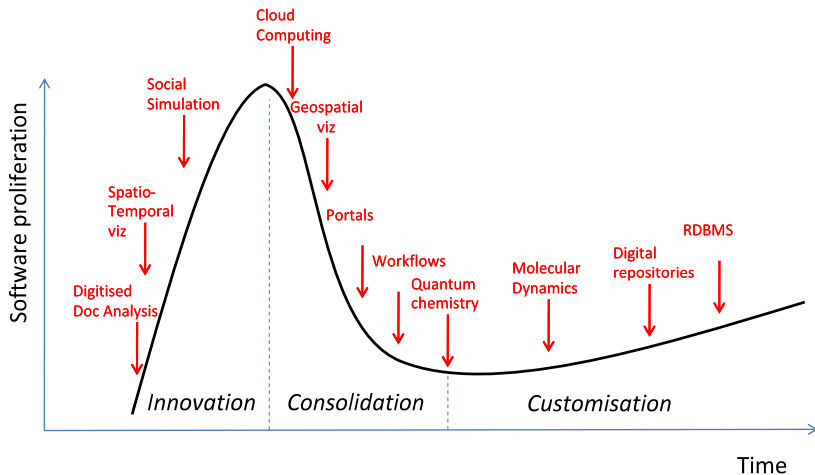 Cloud
Computing
Social
Simulation
Geospatial
viz
Spatio-
Temporal
viz
Portals
RDBMS
Workflows
Digital
repositories
Molecular
Dynamics
Quantum
chemistry
Digitised
Doc Analysis
Software proliferation
Innovation
Consolidation
Customisation
Time